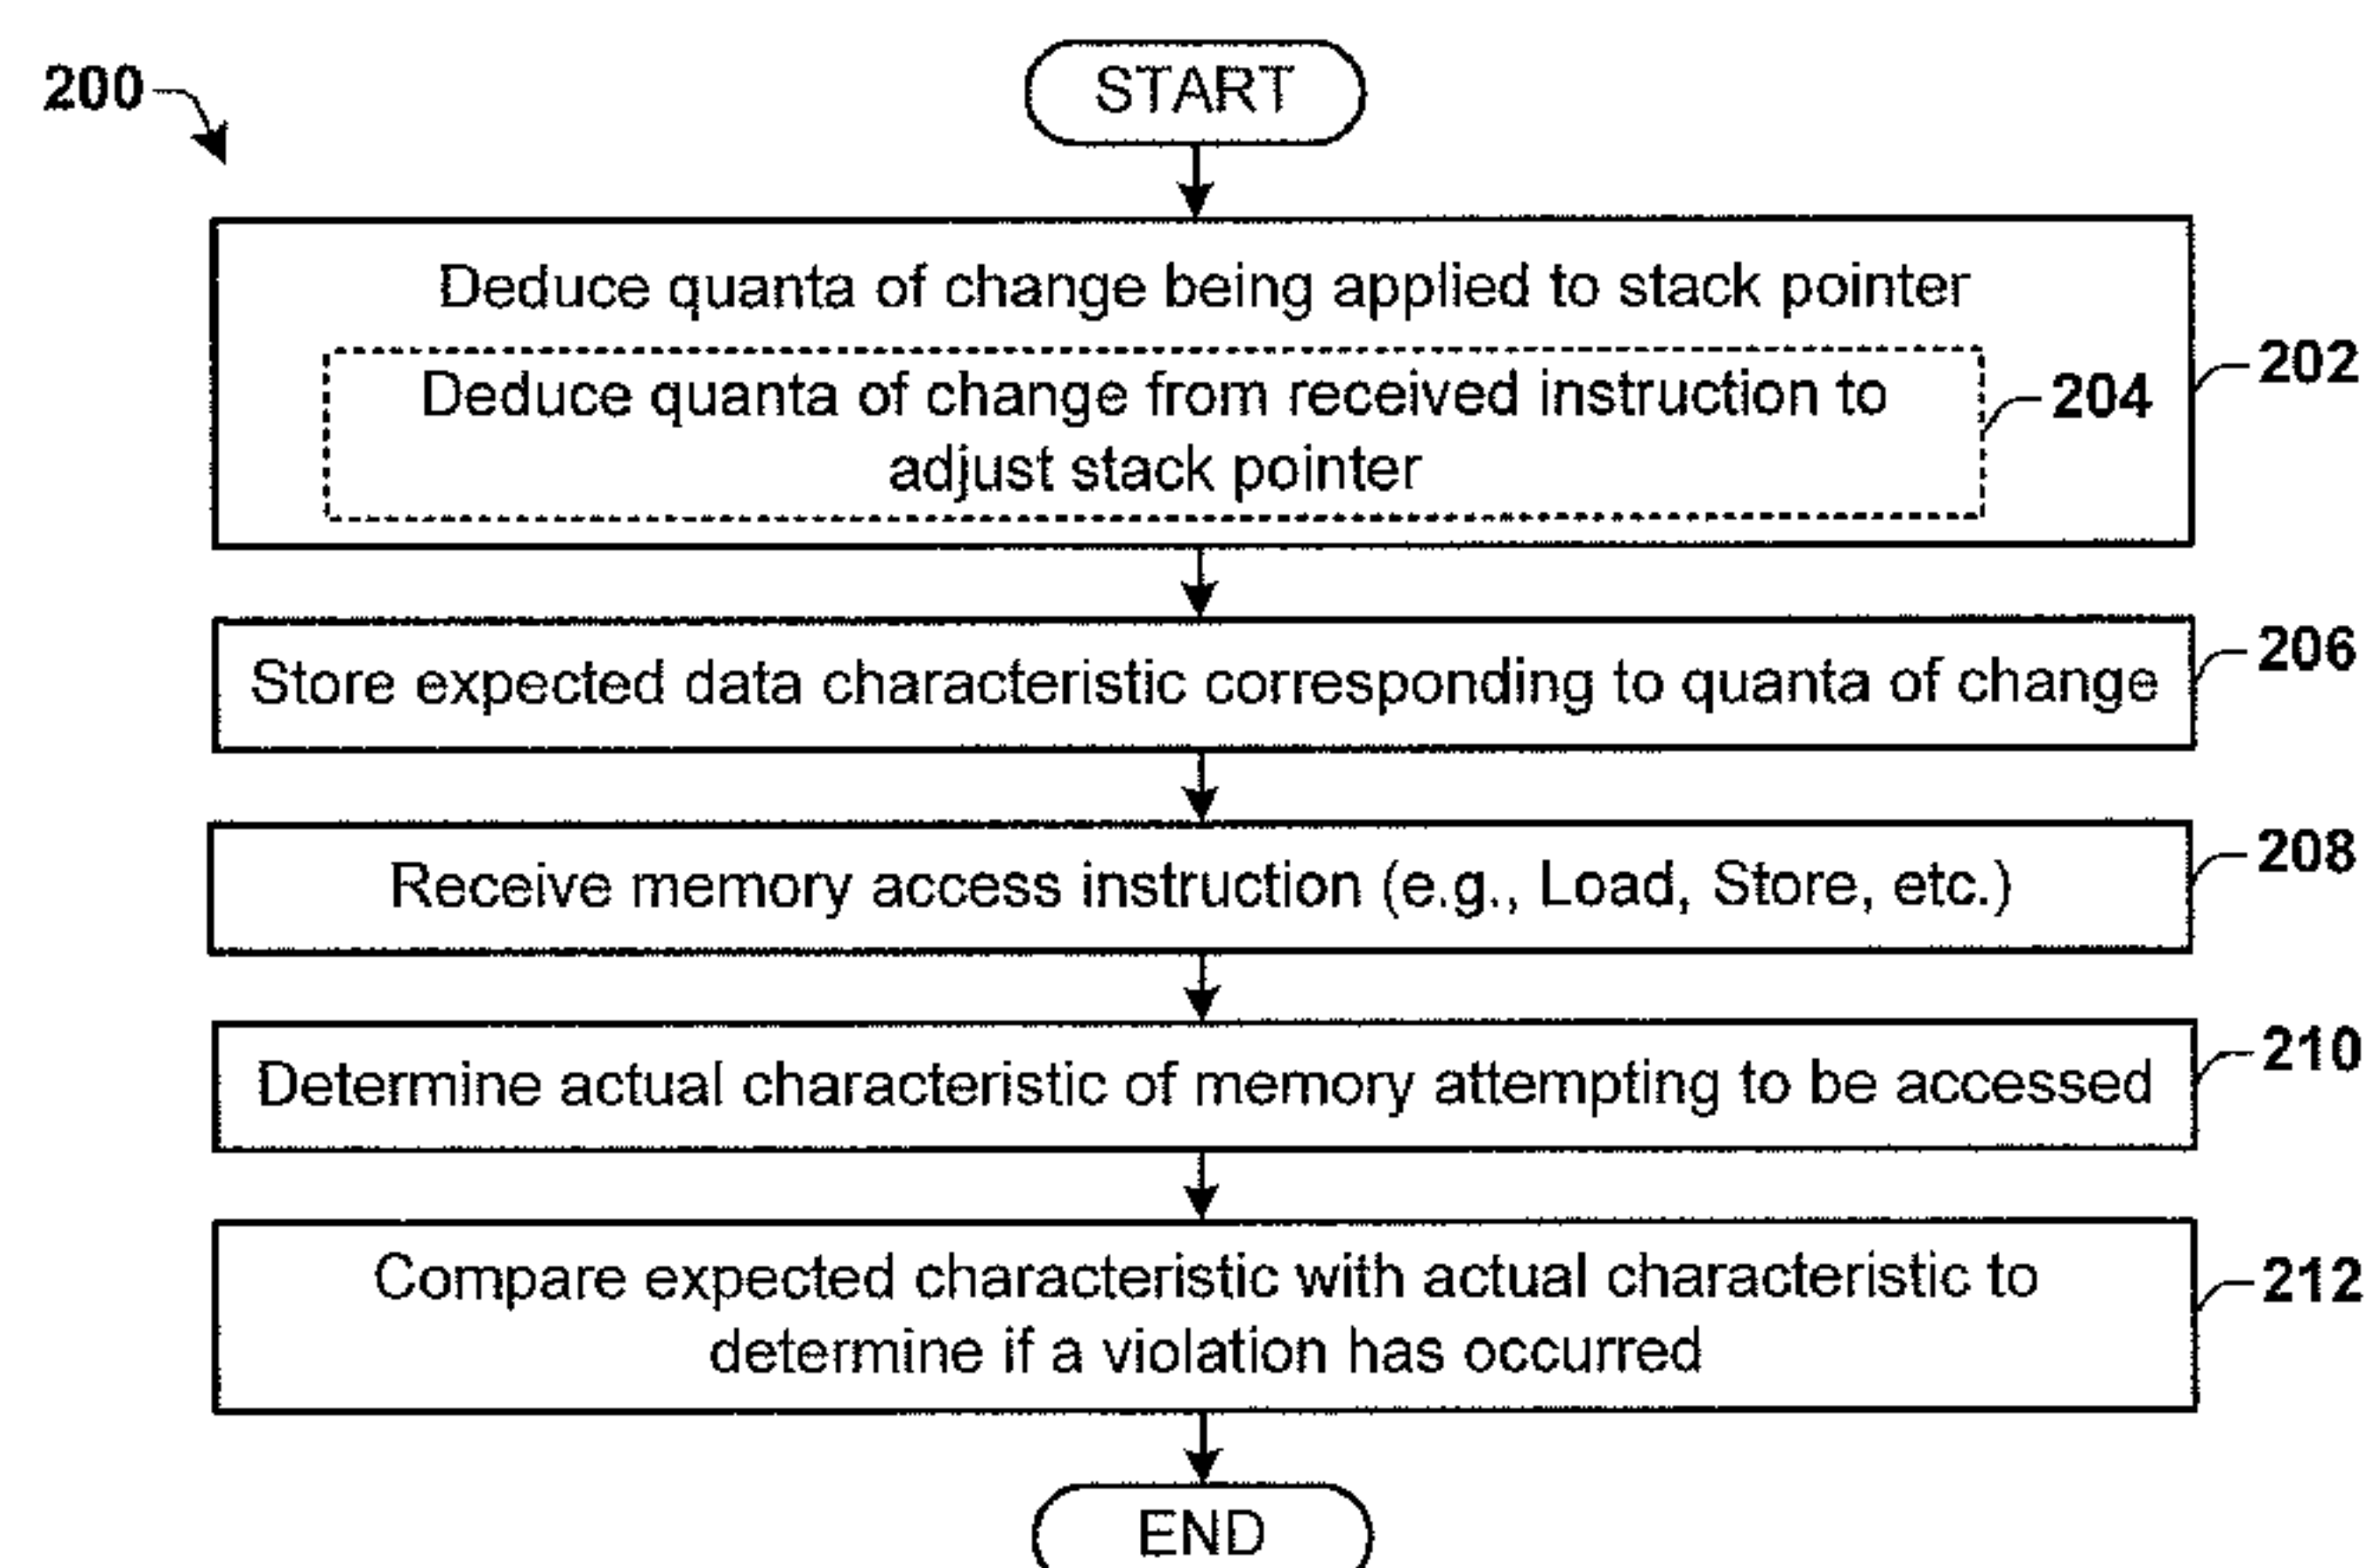 200
START
Deduce quanta of change being applied to stack pointer
202
Deduce quanta of change from received instruction to
204
adjust stack pointer
206
Store expected data characteristic corresponding to quanta of change
208
Receive memory access instruction (e.g., Load, Store, etc.)
210
Determine actual characteristic of memory attempting to be accessed
Compare expected characteristic with actual characteristic to
212
determine if a violation has occurred
END